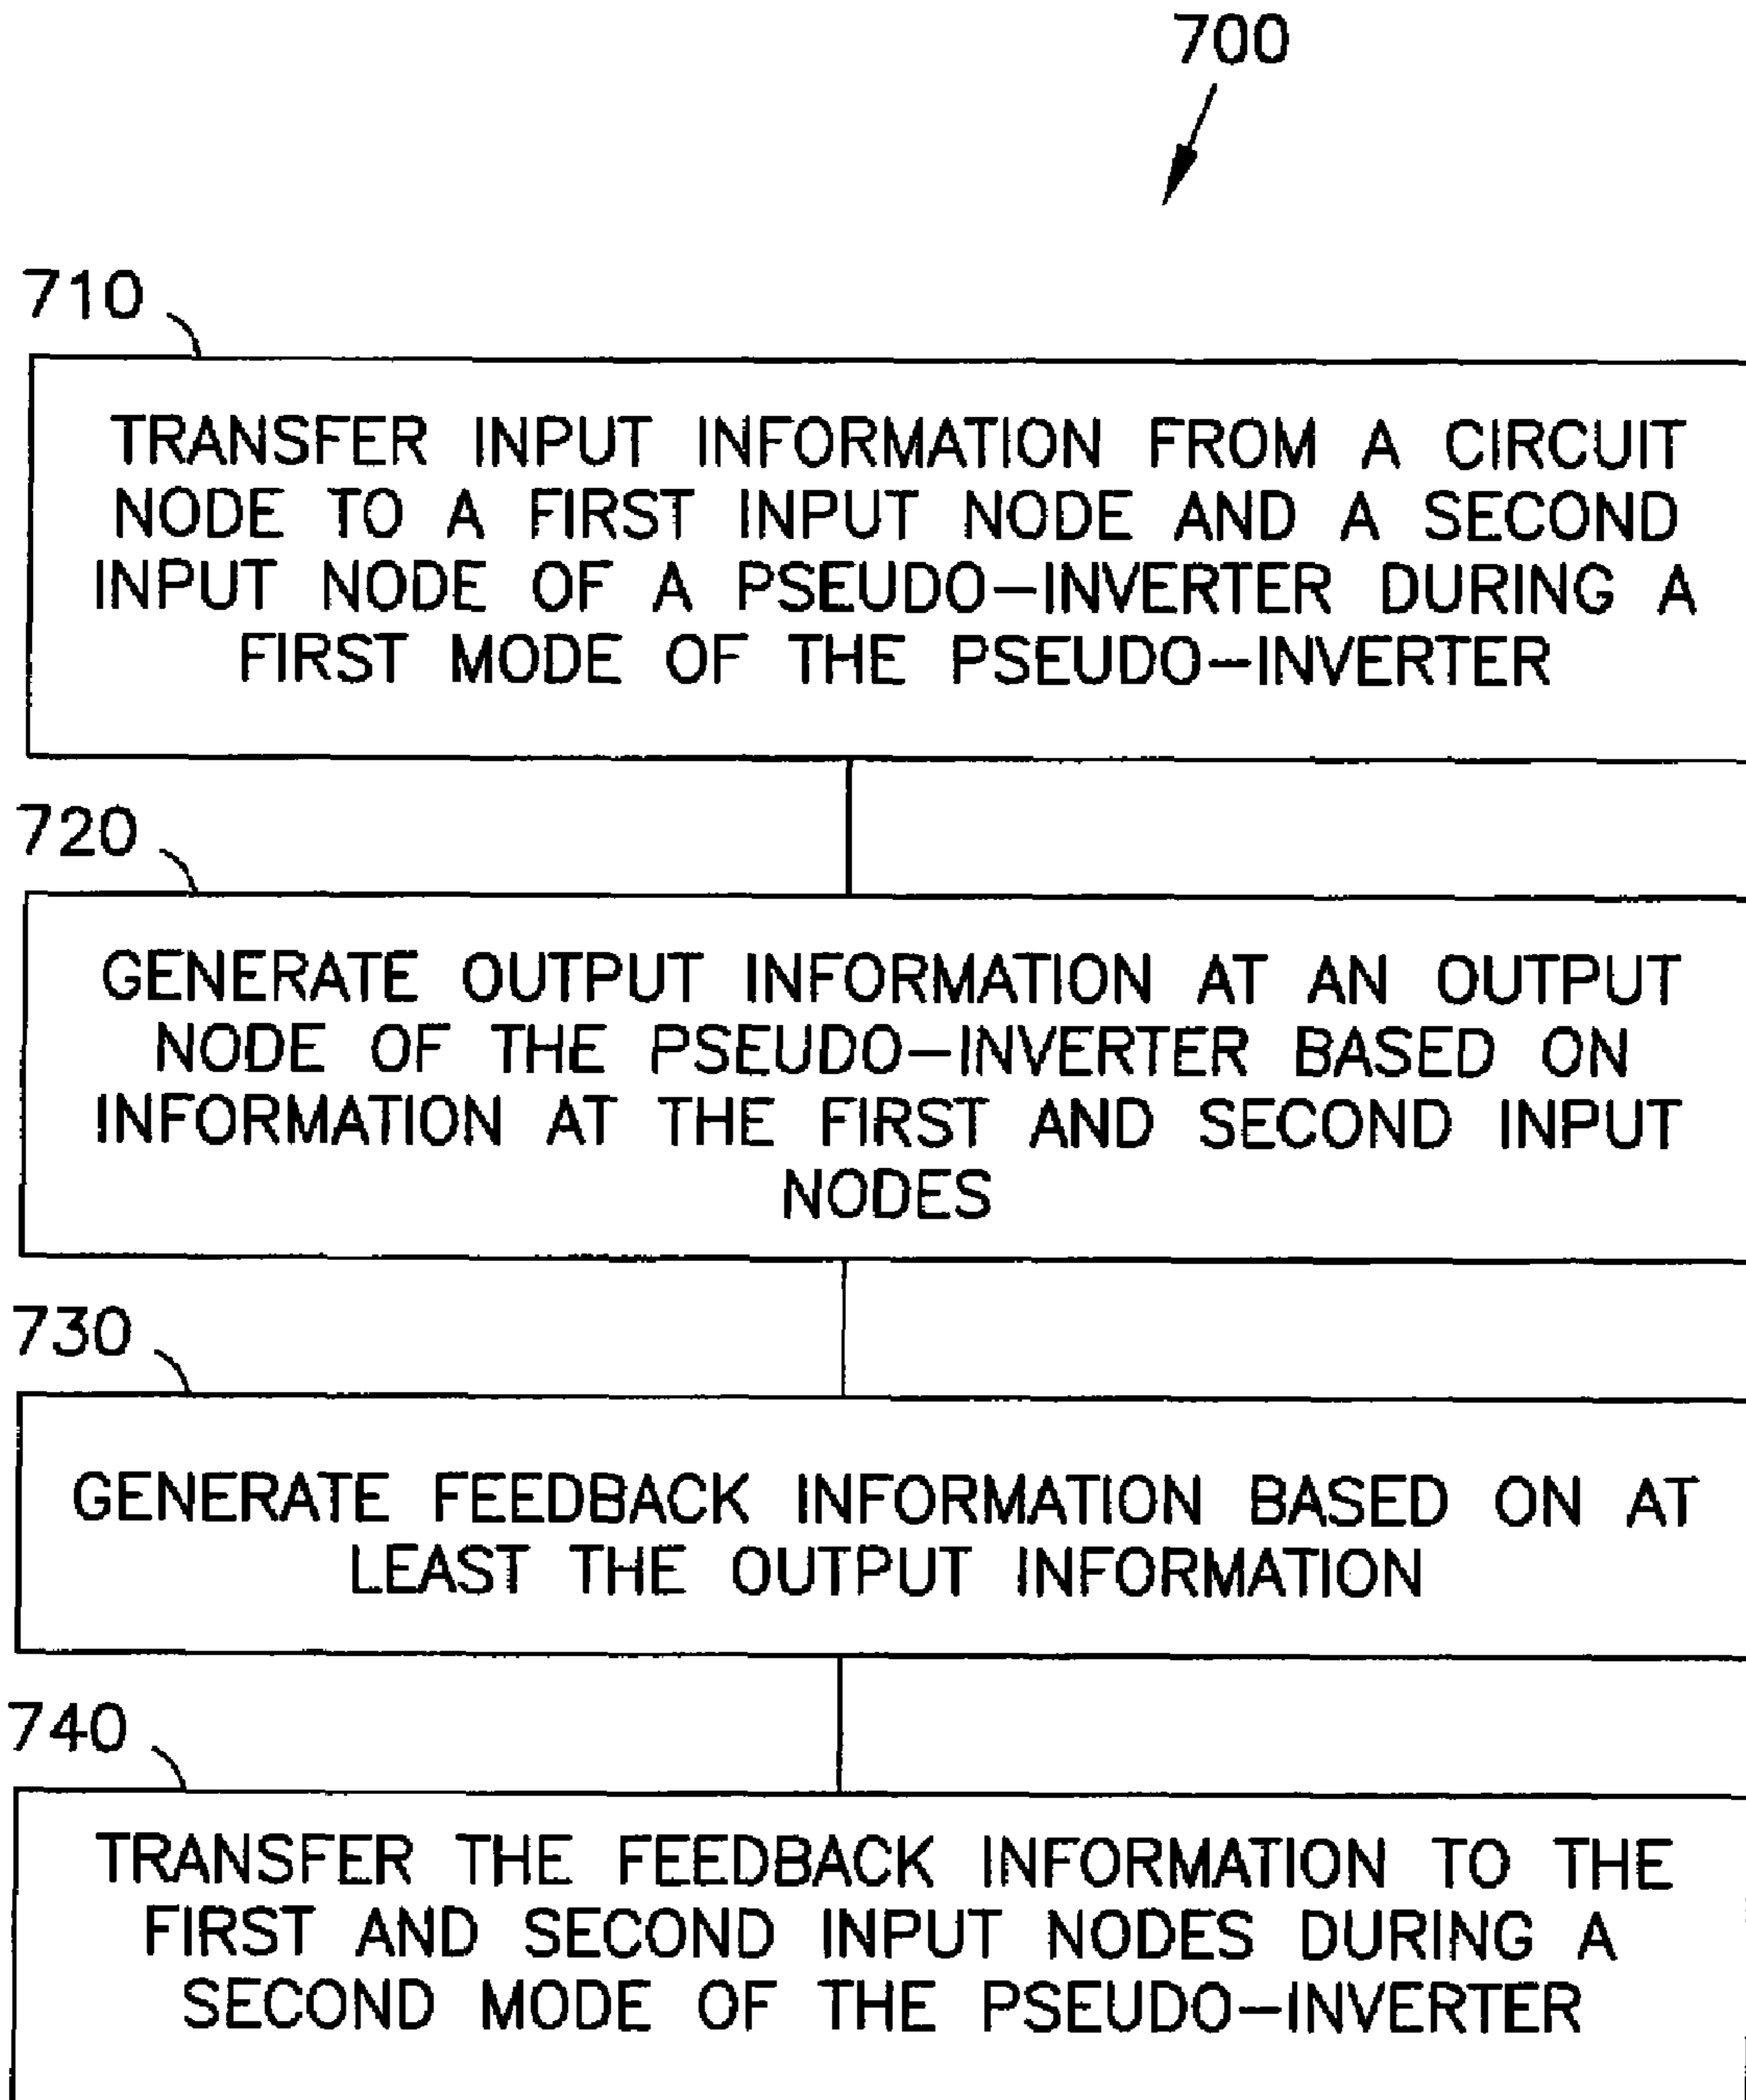 700
710
TRANSFER INPUT INFORMATION FROM A CIRCUIT
NODE TO A FIRST INPUT NODE AND A SECOND
INPUT NODE OF A PSEUDO-INVERTER DURING A
FIRST MODE OF THE PSEUDO-INVERTER
720
GENERATE OUTPUT INFORMATION AT AN OUTPUT
NODE OF THE PSEUDO-INVERTER BASED ON
INFORMATION AT THE FIRST AND SECOND INPUT
NODES
730
GENERATE FEEDBACK INFORMATION BASED ON AT
LEAST THE OUTPUT INFORMATION
740
TRANSFER THE FEEDBACK INFORMATION TO THE
FIRST AND SECOND INPUT NODES DURING A
SECOND MODE OF THE PSEUDO-INVERTER